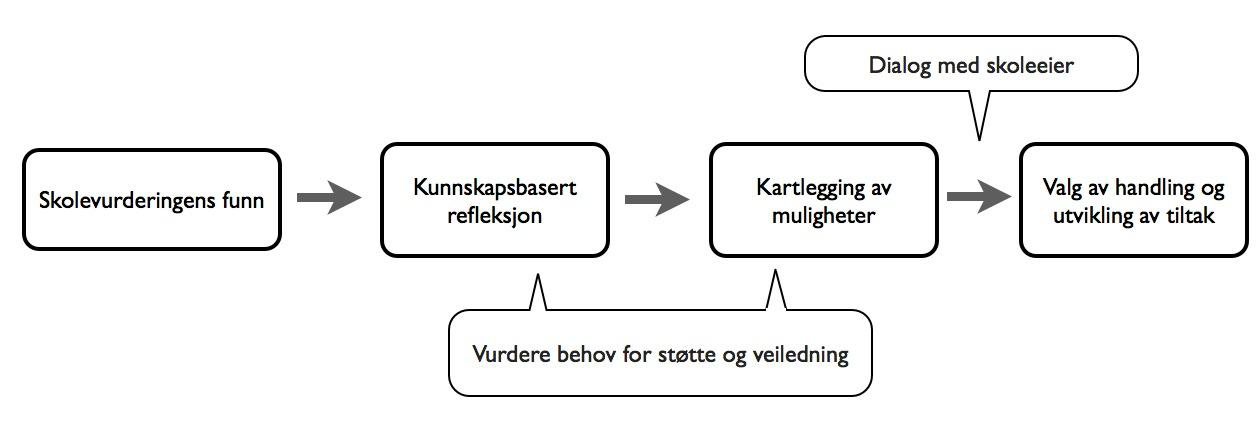 Dialog med skoleeier
Skolevurderingens funn
Kunnskapsbasert
refleksjon
Kartlegging av
muligheter
Valg av handling og
utvikling av tiltak
Vurdere behov for støtte og veiledning